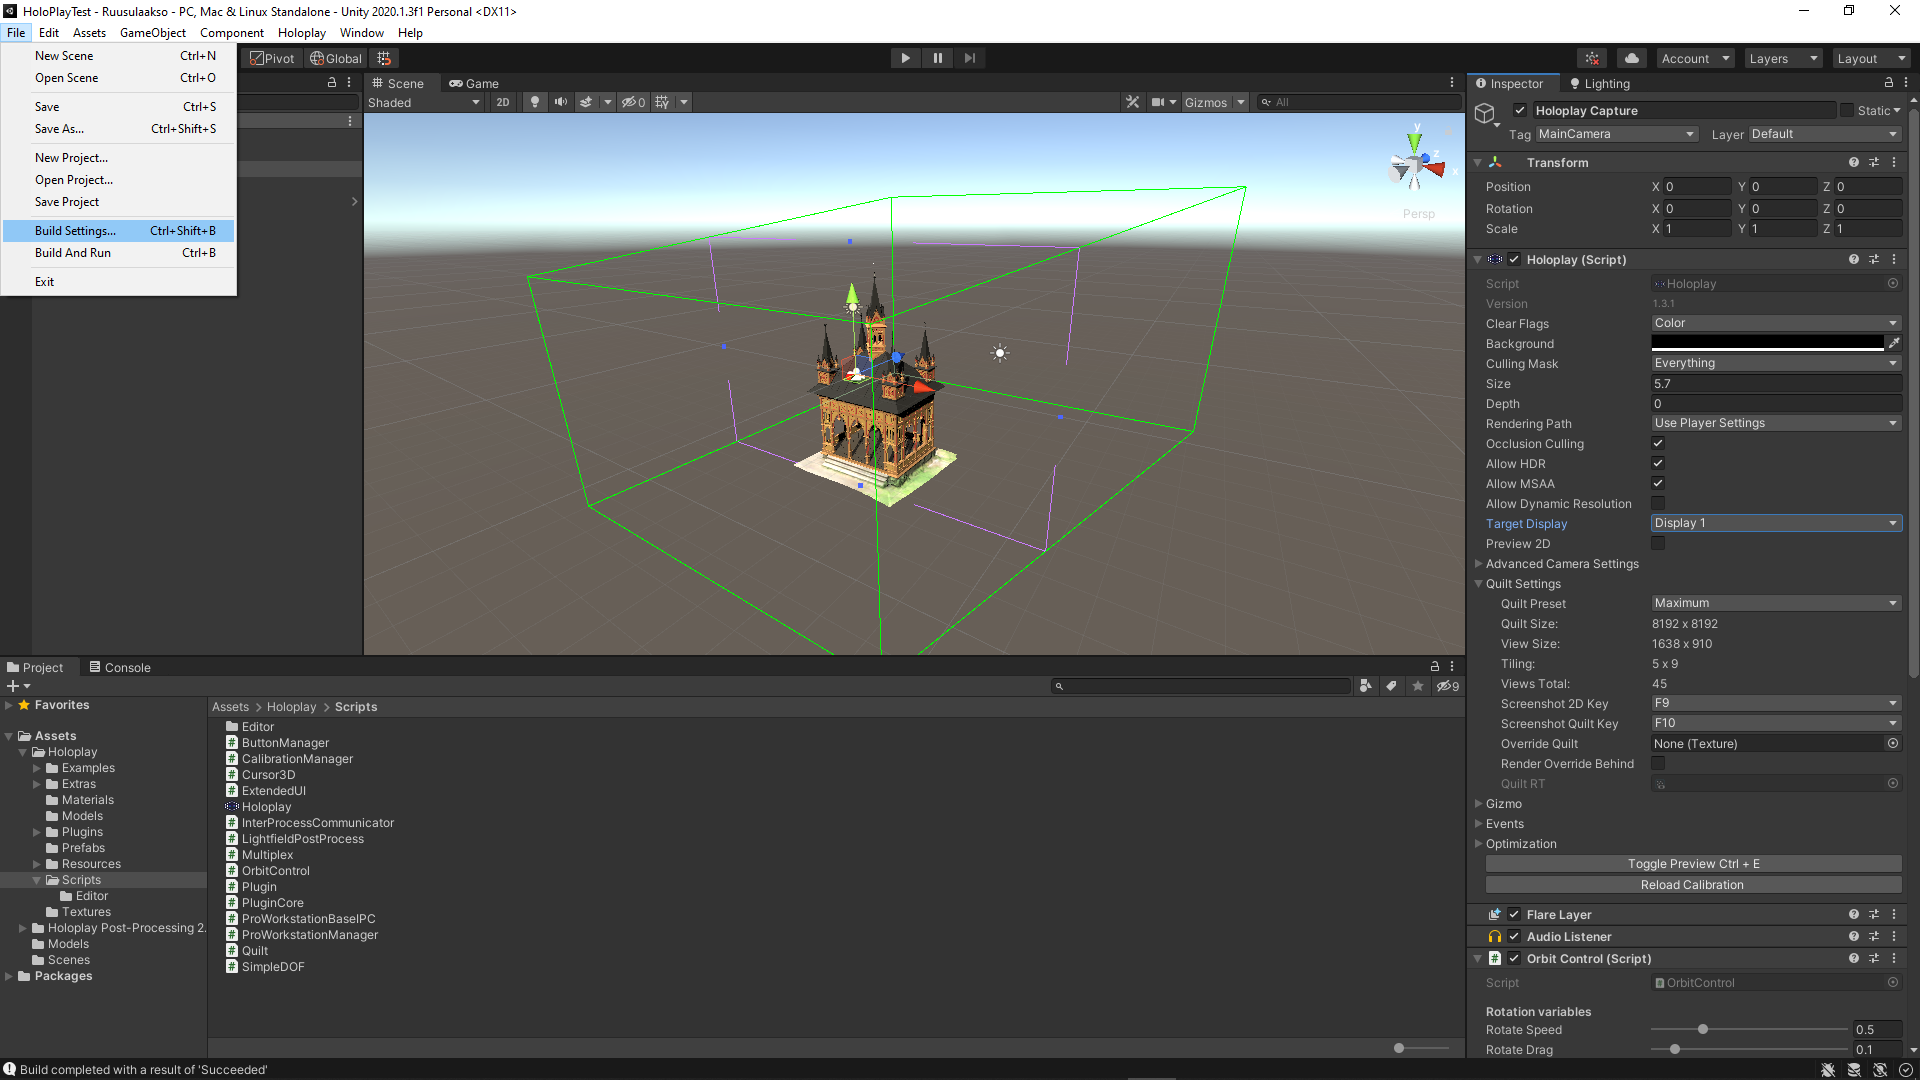 HoloPlayTest - Ruusulaakso - PC, Mac & Linux Standalone - Unity 2020.1.3f1 Personal <DX11>
File Edit Assets GameObject Component Holoplay Window Help
New Scene Ctrl+N
Open Scene Ctrl+O
Save Ctrl+S
Save As... Ctrl+Shift+S
New Project...
Open Project...
Save Project
Build Settings... Ctrl+Shift+B
Build And Run Ctrl+B
Exit
Pivot Global
Account Layers Layout
Scene Game
Shaded 2D 0 Gizmos All
y
z
x
Persp
Inspector Lighting
Holoplay Capture Static
Tag MainCamera Layer Default
Transform
Position X 0 Y 0 Z 0
Rotation X 0 Y 0 Z 0
Scale X 1 Y 1 Z 1
Holoplay (Script)
Script Holoplay
Version 1.3.1
Clear Flags Color
Background
Culling Mask Everything
Size 5.7
Depth 0
Rendering Path Use Player Settings
Occlusion Culling
Allow HDR
Allow MSAA
Allow Dynamic Resolution
Target Display Display 1
Preview 2D
Advanced Camera Settings
Quilt Settings
Quilt Preset Maximum
Quilt Size: 8192 x 8192
View Size: 1638 x 910
Tiling: 5 x 9
Views Total: 45
Screenshot 2D Key F9
Screenshot Quilt Key F10
Override Quilt None (Texture)
Render Override Behind
Quilt RT
Gizmo
Events
Optimization
Toggle Preview Ctrl + E
Reload Calibration
Flare Layer
Audio Listener
Orbit Control (Script)
Script OrbitControl
Rotation variables
Rotate Speed 0.5
Rotate Drag 0.1
Project Console
9
Favorites
Assets
Holoplay
Examples
Extras
Materials
Models
Plugins
Prefabs
Resources
Scripts
Editor
Textures
Holoplay Post-Processing 2.
Models
Scenes
Packages
Assets > Holoplay > Scripts
Editor
ButtonManager
CalibrationManager
Cursor3D
ExtendedUI
Holoplay
InterProcessCommunicator
LightfieldPostProcess
Multiplex
OrbitControl
Plugin
PluginCore
ProWorkstationBaseIPC
ProWorkstationManager
Quilt
SimpleDOF
Build completed with a result of 'Succeeded'